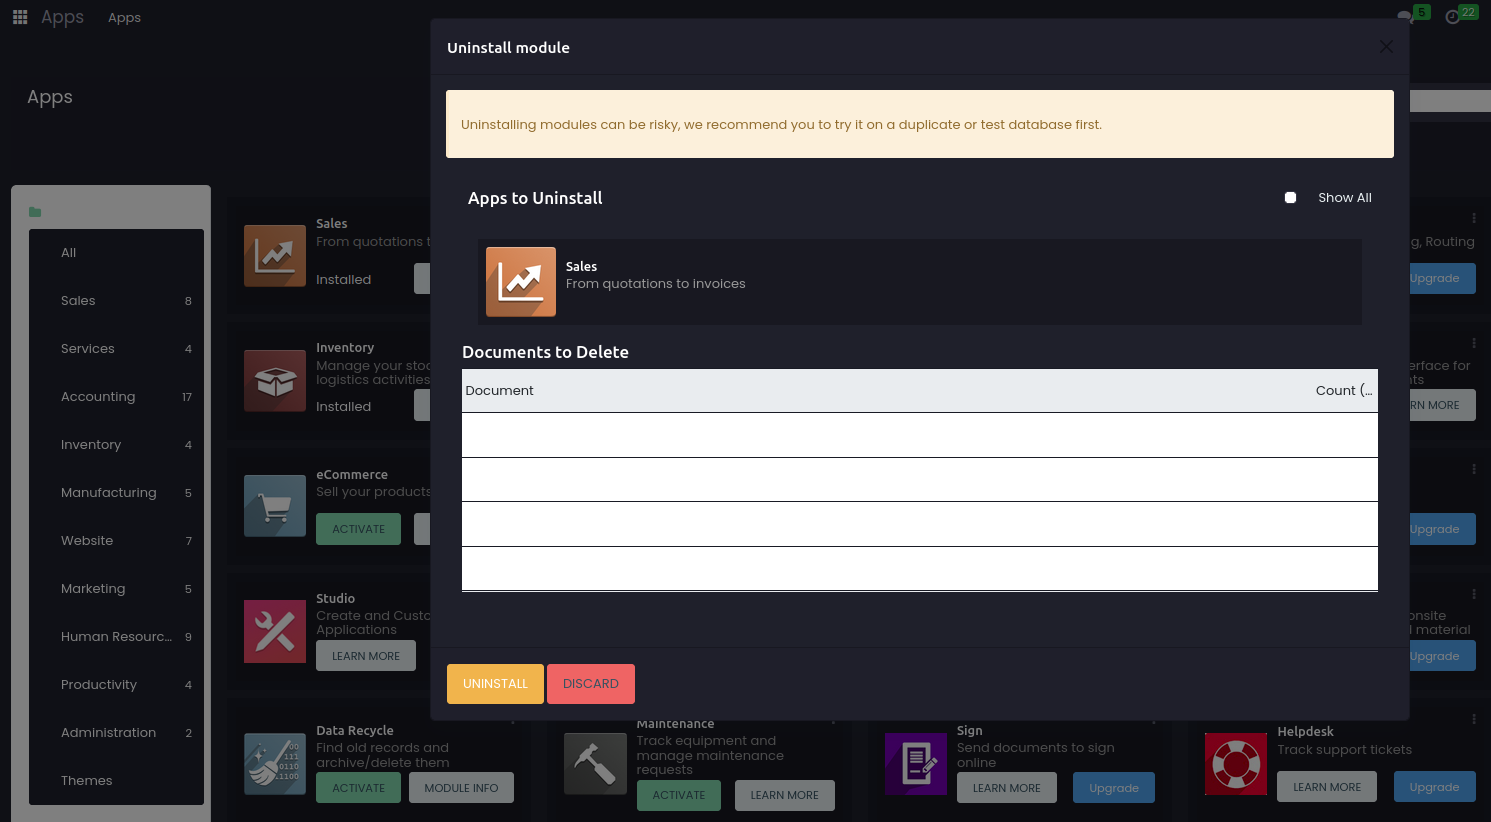 Apps
Apps
5
22
Uninstall module
Apps
Uninstalling modules can be risky, we recommend you to try it on a duplicate or test database first.
Apps to Uninstall
Show All
Sales
From quotations to invoices
Documents to Delete
Document
Count (...
UNINSTALL
DISCARD
All
Sales 8
Services 4
Accounting 17
Inventory 4
Manufacturing 5
Website 7
Marketing 5
Human Resourc... 9
Productivity 4
Administration 2
Themes
Sales
From quotations t
Installed
g, Routing
Upgrade
Inventory
Manage your stoc
logistics activities
Installed
erface for
nts
RN MORE
eCommerce
Sell your products
ACTIVATE
Upgrade
Studio
Create and Custo
Applications
LEARN MORE
onsite
l material
Upgrade
Data Recycle
Find old records and
archive/delete them
ACTIVATE
MODULE INFO
Maintenance
Track equipment and
manage maintenance
requests
ACTIVATE
LEARN MORE
Sign
Send documents to sign
online
LEARN MORE
Upgrade
Helpdesk
Track support tickets
LEARN MORE
Upgrade